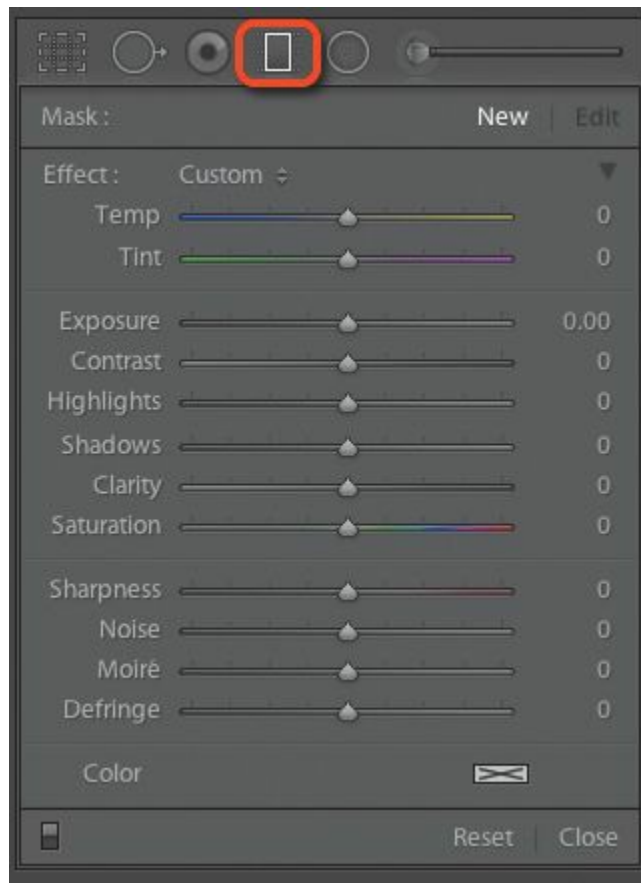 Mask : New | Edit
Effect : Custom
Temp 0
Tint 0
Exposure 0.00
Contrast 0
Highlights 0
Shadows 0
Clarity 0
Saturation 0
Sharpness 0
Noise 0
Moiré 0
Defringe 0
Color
Reset | Close